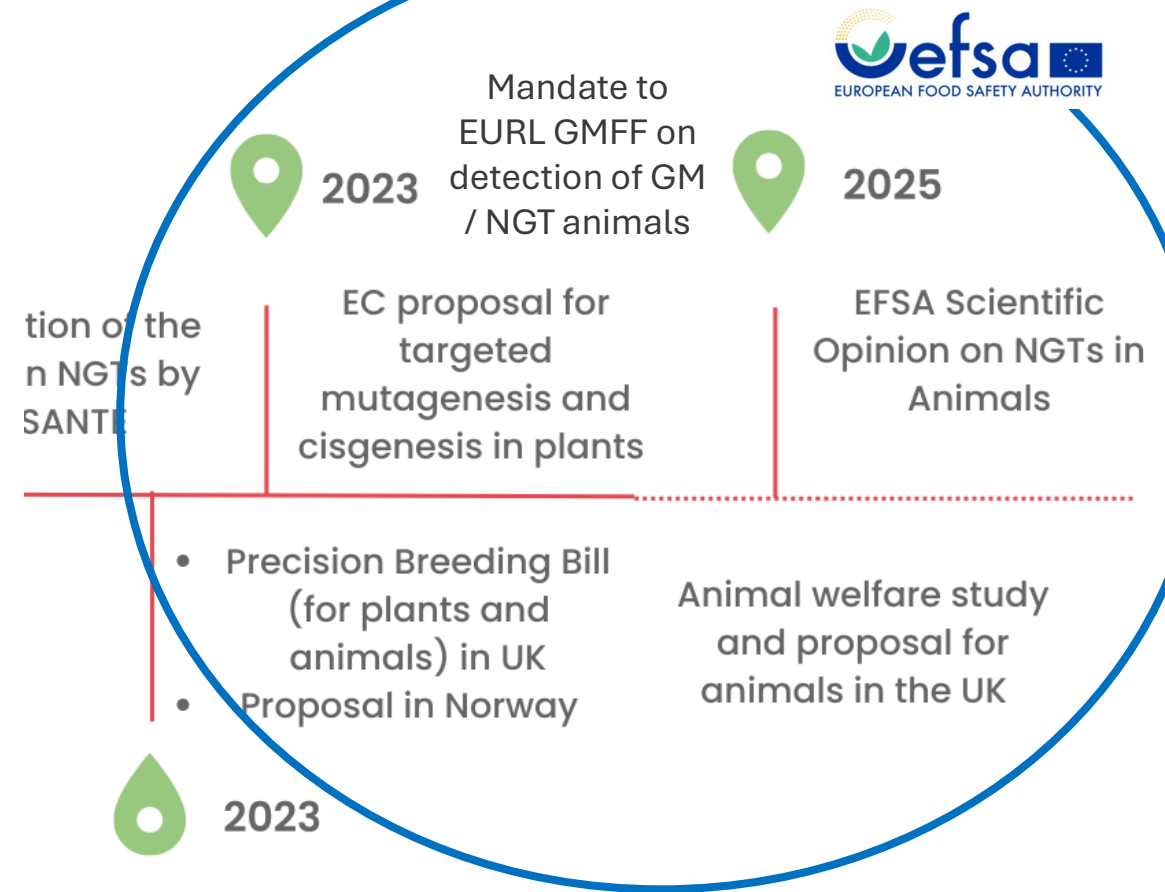 efsa
EUROPEAN FOOD SAFETY AUTHORITY
Mandate to
EURL GMFF on
detection of GM
/ NGT animals
2023
2025
tion of the
n NGTs by
SANTE
EC proposal for
targeted
mutagenesis and
cisgenesis in plants
EFSA Scientific
Opinion on NGTs in
Animals
• Precision Breeding Bill
(for plants and
animals) in UK
• Proposal in Norway
Animal welfare study
and proposal for
animals in the UK
2023